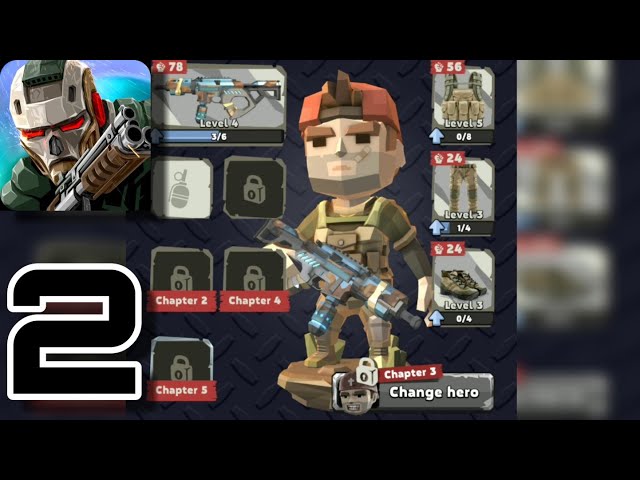 78
Level 4
3/6
56
Level 5
0/8
24
Level 3
1/4
24
Level 3
0/4
Chapter 2
Chapter 4
Chapter 5
Chapter 3
Change hero
2